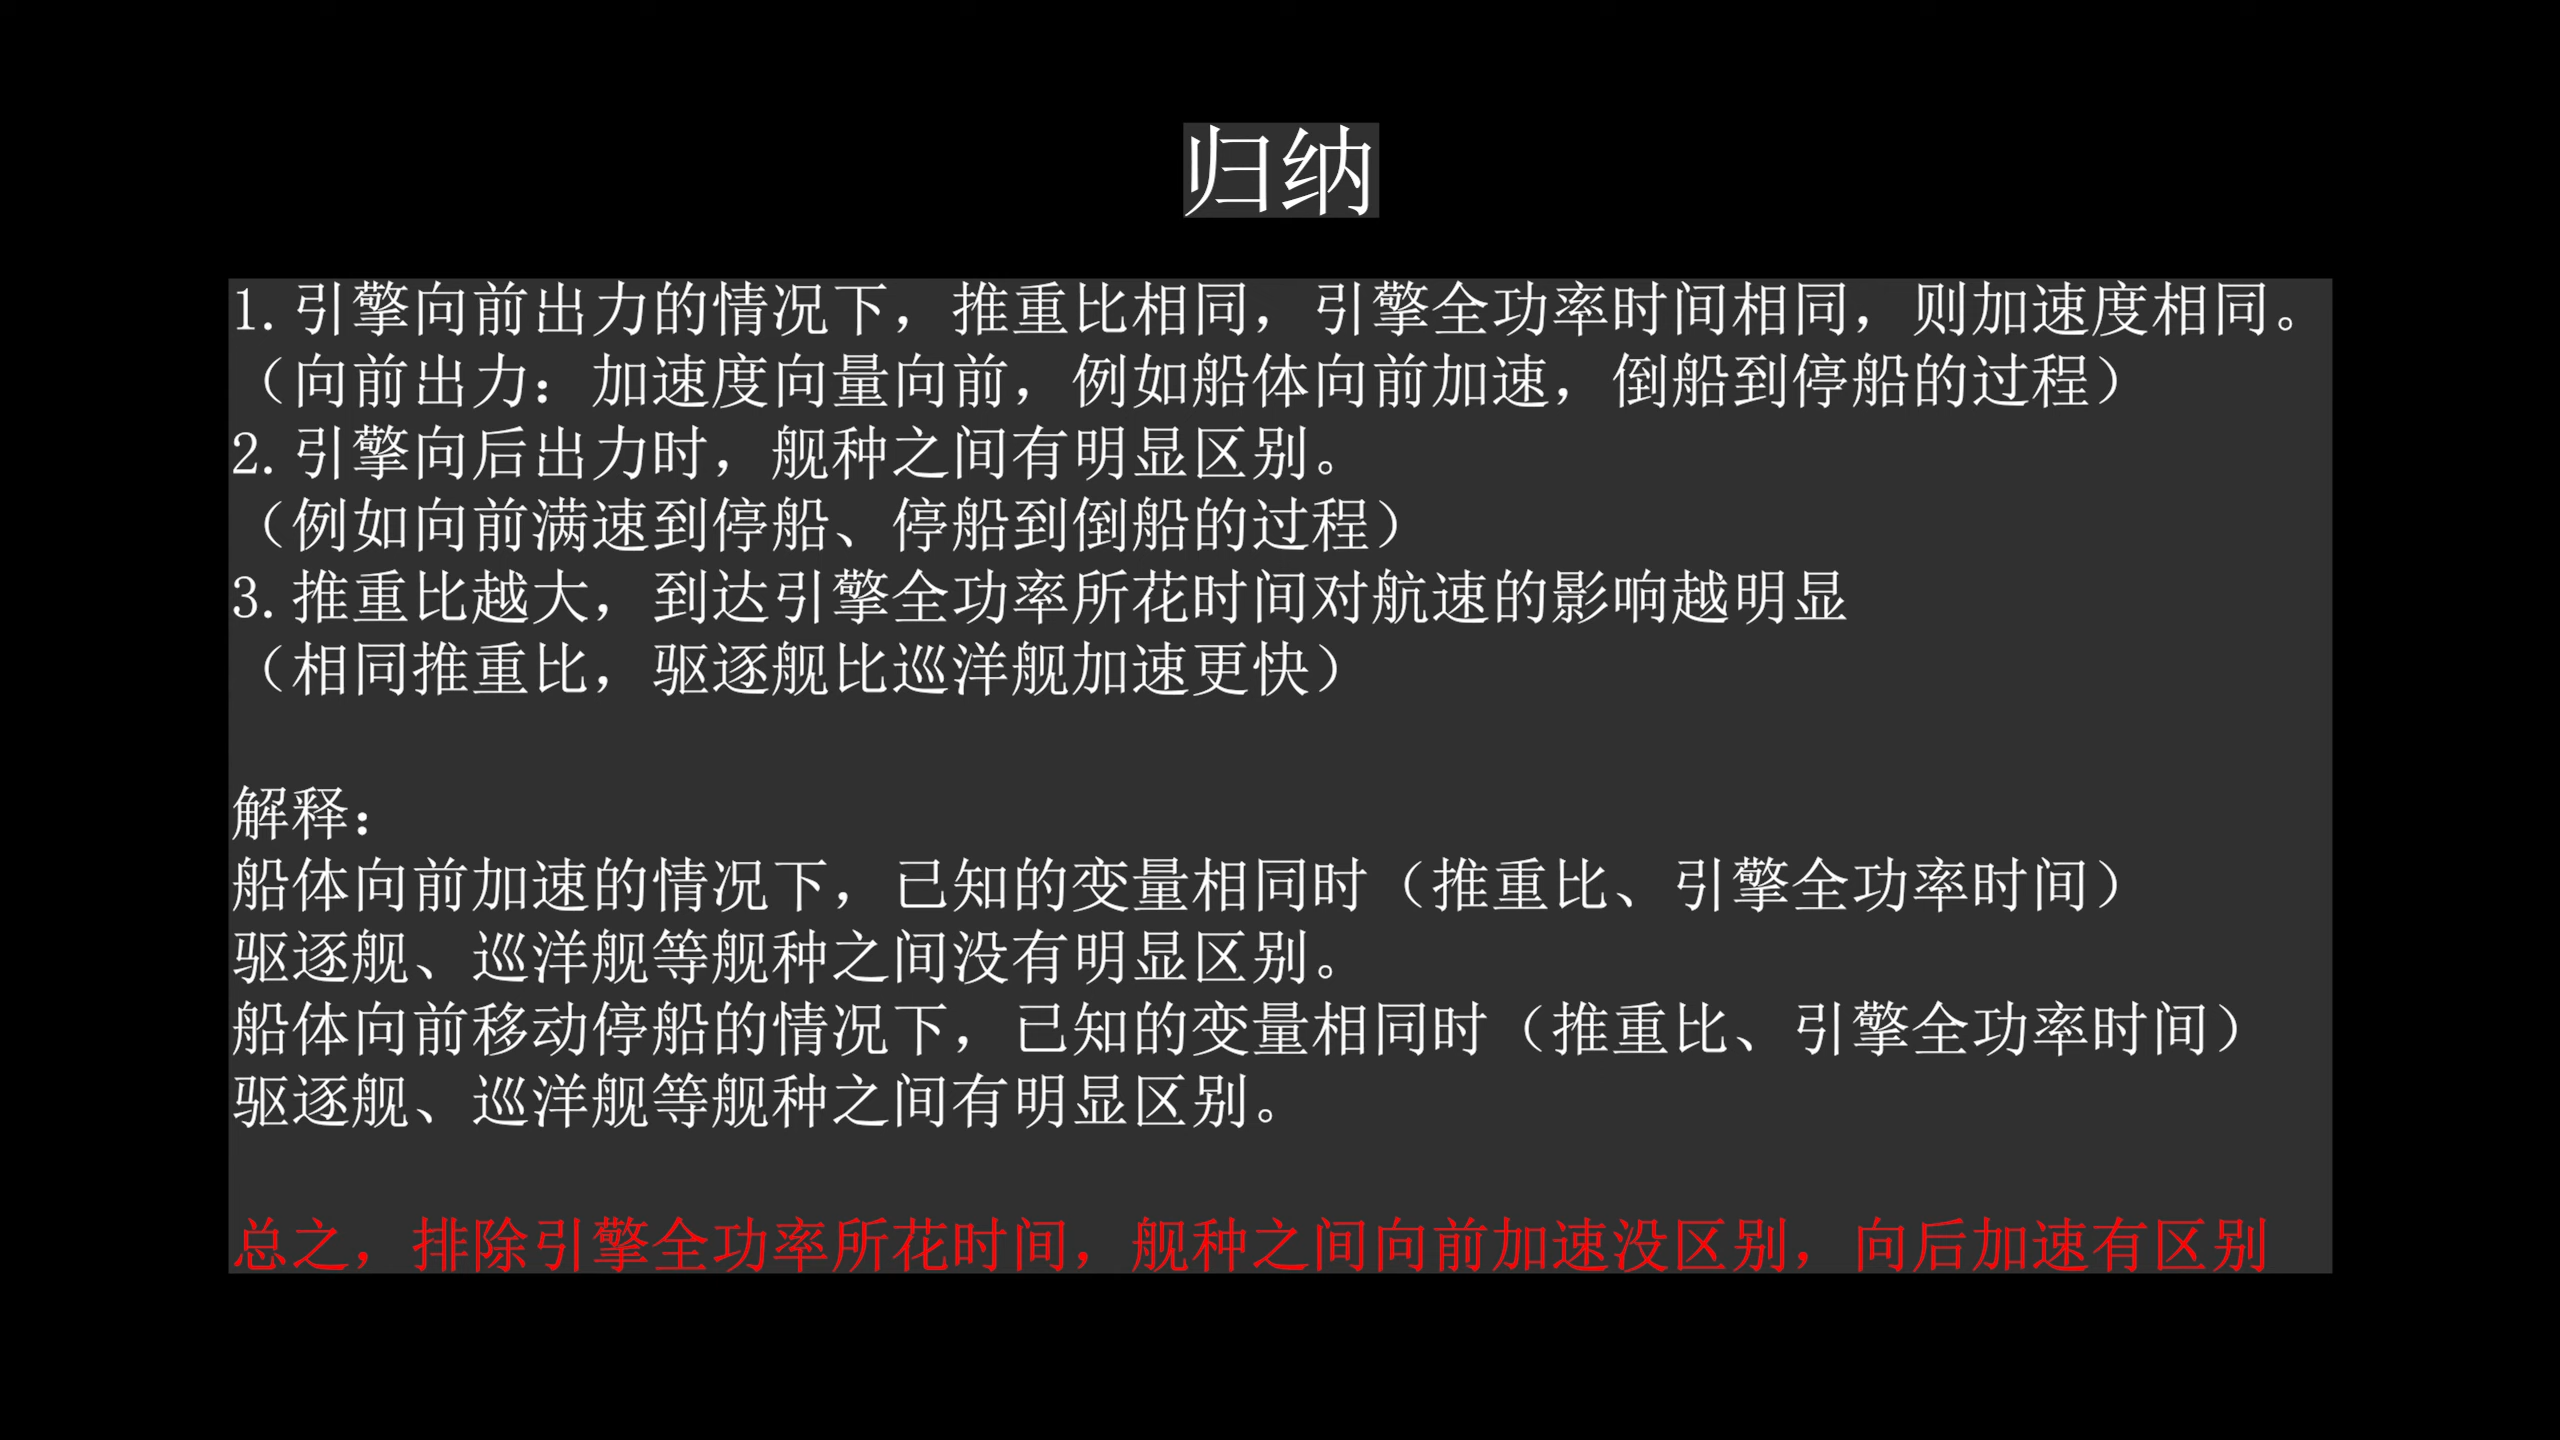 归纳
1.引擎向前出力的情况下，推重比相同，引擎全功率时间相同，则加速度相同。
（向前出力：加速度向量向前，例如船体向前加速，倒船到停船的过程）
2.引擎向后出力时，舰种之间有明显区别。
（例如向前满速到停船、停船到倒船的过程）
3.推重比越大，到达引擎全功率所花时间对航速的影响越明显
（相同推重比，驱逐舰比巡洋舰加速更快）
解释：
船体向前加速的情况下，已知的变量相同时（推重比、引擎全功率时间）
驱逐舰、巡洋舰等舰种之间没有明显区别。
船体向前移动停船的情况下，已知的变量相同时（推重比、引擎全功率时间）
驱逐舰、巡洋舰等舰种之间有明显区别。
总之，排除引擎全功率所花时间，舰种之间向前加速没区别，向后加速有区别